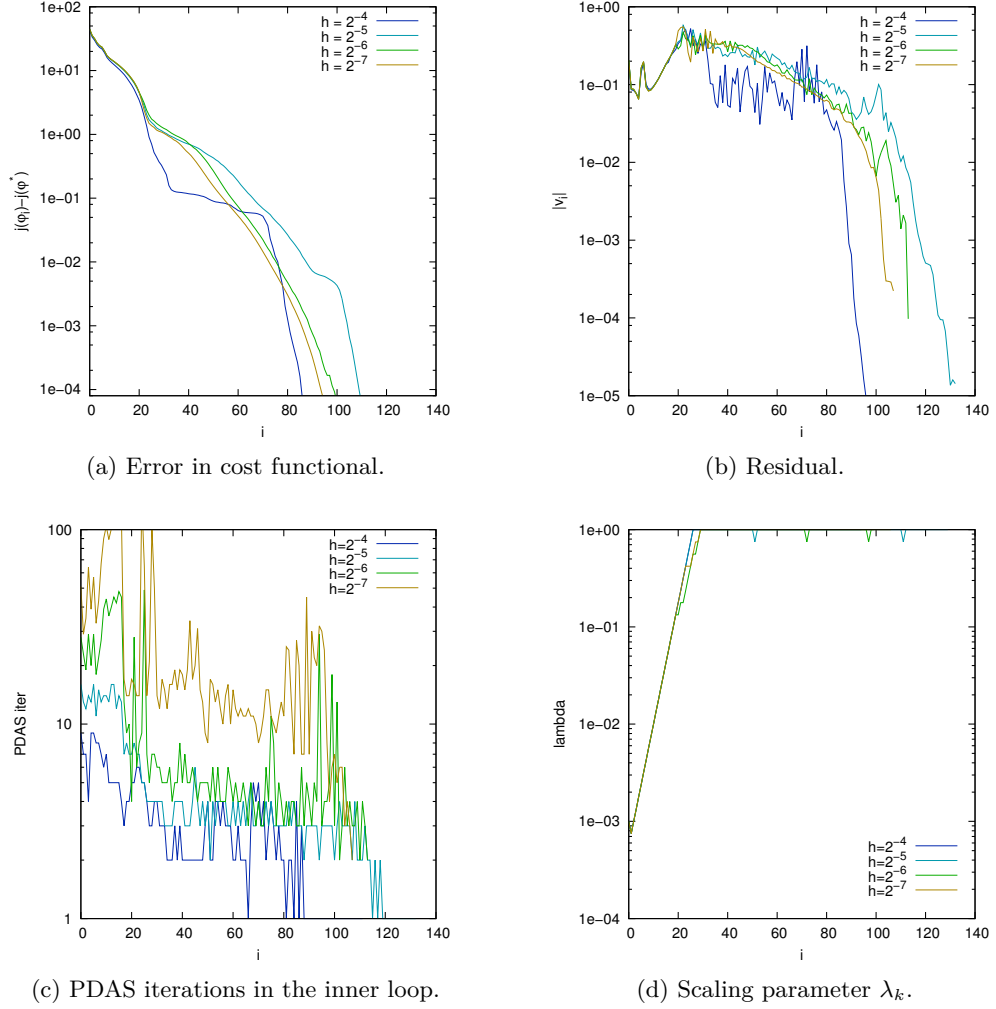 h = 2⁻⁴
h = 2⁻⁵
h = 2⁻⁶
h = 2⁻⁷
1e+01
1e+00
1e-01
1e-02
1e-03
1e-04
0 20 40 60 80 100 120 140
j(φᵢ)–j(φ*)
i
(a) Error in cost functional.
h = 2⁻⁴
h = 2⁻⁵
h = 2⁻⁶
h = 2⁻⁷
1e+00
1e-01
1e-02
1e-03
1e-04
1e-05
0 20 40 60 80 100 120 140
|vᵢ|
i
(b) Residual.
h=2⁻⁴
h=2⁻⁵
h=2⁻⁶
h=2⁻⁷
100
10
1
0 20 40 60 80 100 120 140
PDAS iter
i
(c) PDAS iterations in the inner loop.
1e+00
1e-01
1e-02
1e-03
1e-04
h=2⁻⁴
h=2⁻⁵
h=2⁻⁶
h=2⁻⁷
0 20 40 60 80 100 120 140
lambda
i
(d) Scaling parameter λₖ.